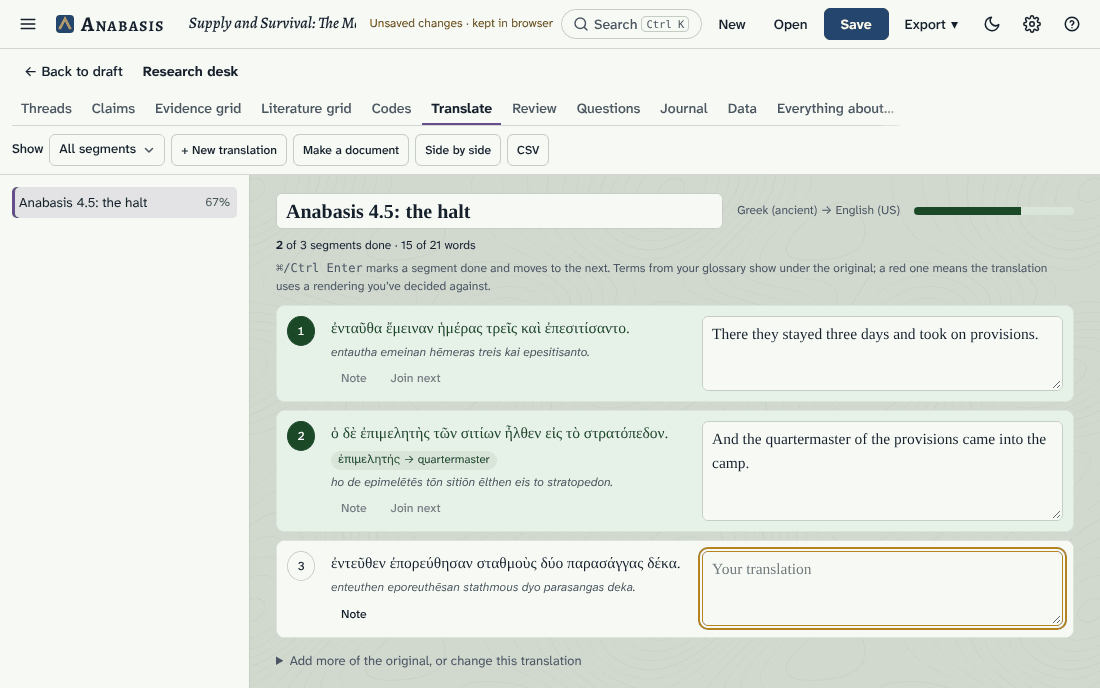 ANABASIS
Supply and Survival: The Ma
Unsaved changes · kept in browser
Search Ctrl K
New
Open
Save
Export ▾
← Back to draft
Research desk
Threads
Claims
Evidence grid
Literature grid
Codes
Translate
Review
Questions
Journal
Data
Everything about…
Show
All segments
+ New translation
Make a document
Side by side
CSV
Anabasis 4.5: the halt 67%
Anabasis 4.5: the halt
Greek (ancient) → English (US)
2 of 3 segments done · 15 of 21 words
⌘/Ctrl Enter marks a segment done and moves to the next. Terms from your glossary show under the original; a red one means the translation
uses a rendering you've decided against.
1
ἐνταῦθα ἔμειναν ἡμέρας τρεῖς καὶ ἐπεσιτίσαντο.
entautha emeinan hēmeras treis kai epesitisanto.
Note
Join next
There they stayed three days and took on provisions.
2
ὁ δὲ ἐπιμελητὴς τῶν σιτίων ἦλθεν εἰς τὸ στρατόπεδον.
ἐπιμελητής → quartermaster
ho de epimelētēs tōn sitiōn ēlthen eis to stratopedon.
Note
Join next
And the quartermaster of the provisions came into the
camp.
3
ἐντεῦθεν ἐπορεύθησαν σταθμοὺς δύο παρασάγγας δέκα.
enteuthen eporeuthēsan stathmous dyo parasangas deka.
Note
Your translation
▶ Add more of the original, or change this translation